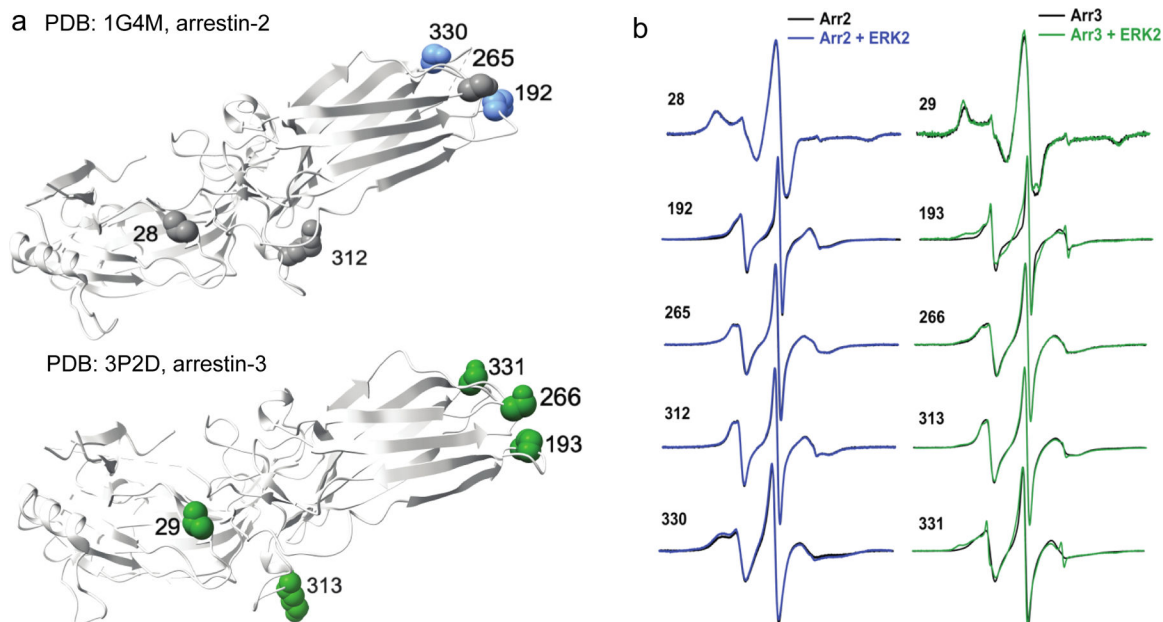 a PDB: 1G4M, arrestin-2
330
265
192
28
312
PDB: 3P2D, arrestin-3
331
266
193
29
313
b
Arr2
Arr2 + ERK2
Arr3
Arr3 + ERK2
28
29
192
193
265
266
312
313
330
331